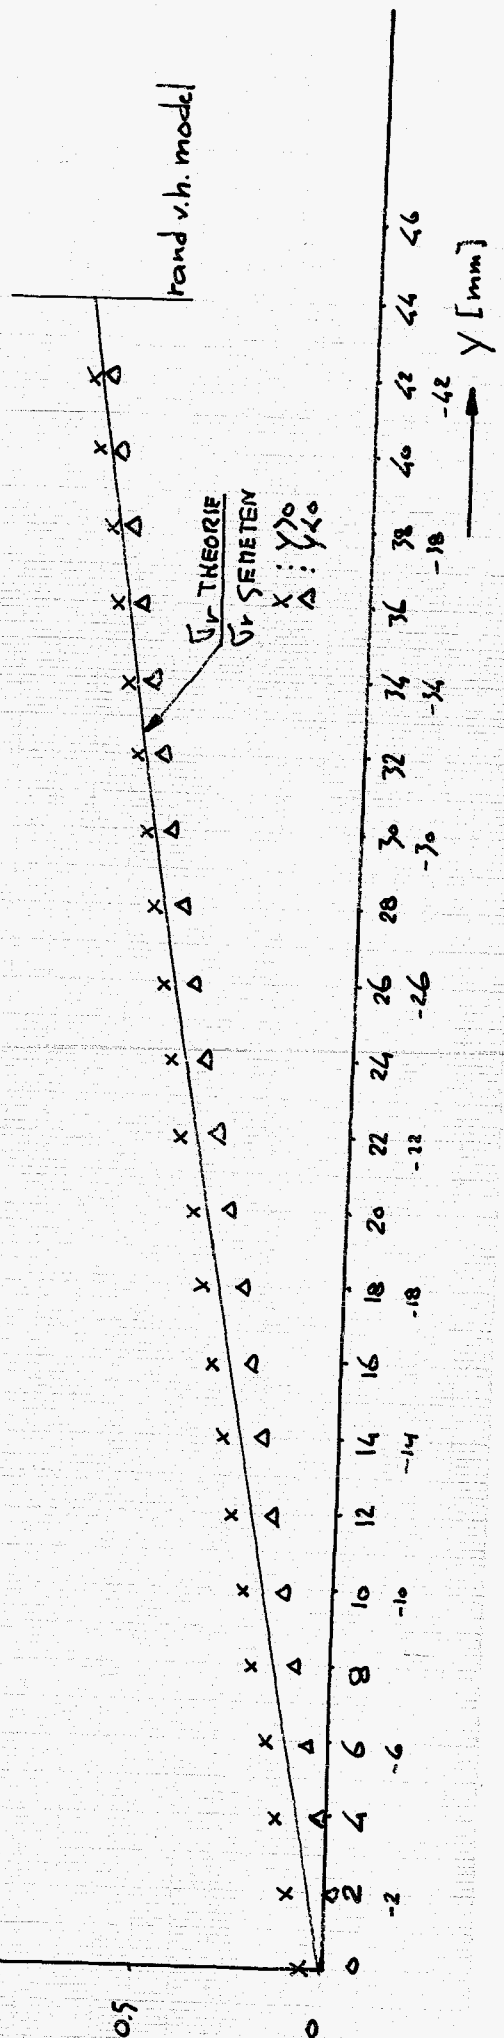 rand v.h. model
σr THEORIE
σr GEMETEN
x : y>0
Δ : y<0
0.5
0
0 2 4 6 8 10 12 14 16 18 20 22 24 26 28 30 32 34 36 38 40 42 44 46
-2 -6 -10 -14 -18 -22 -26 -30 -34 -38 -42
y [mm]